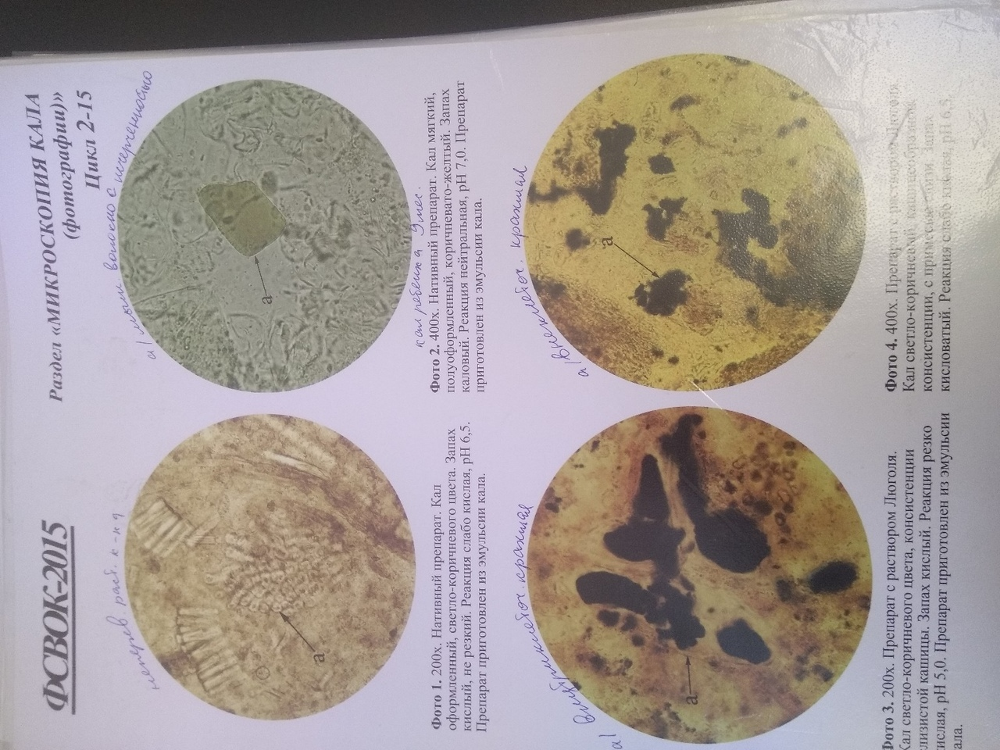 ФСВОК-2015
Раздел «МИКРОСКОПИЯ КАЛА
(фотографии)»
Цикл 2-15
неперев. раст. к-ча
а) мыш. волокно с исчерченностью
а
а
Фото 1. 200х. Нативный препарат. Кал
оформленный, светло-коричневого цвета. Запах
кислый, не резкий. Реакция слабо кислая, рН 6,5.
Препарат приготовлен из эмульсии кала.
кал ребенка 9 мес.
Фото 2. 400х. Нативный препарат. Кал мягкий,
полуоформленный, коричневато-желтый. Запах
каловый. Реакция нейтральная, рН 7,0. Препарат
приготовлен из эмульсии кала.
а) Внутриклеточ. крахмал
а) внеклеточ. крахмал
а
а
Фото 3. 200х. Препарат с раствором Люголя.
Кал светло-коричневого цвета, консистенции
слизистой кашицы. Запах кислый. Реакция резко
кислая, рН 5,0. Препарат приготовлен из эмульсии
кала.
Фото 4. 400х. Препарат с раствором Люголя.
Кал светло-коричневый, кашицеобразной
консистенции, с примесью слизи. Запах
кисловатый. Реакция слабо кислая, рН 6,5.